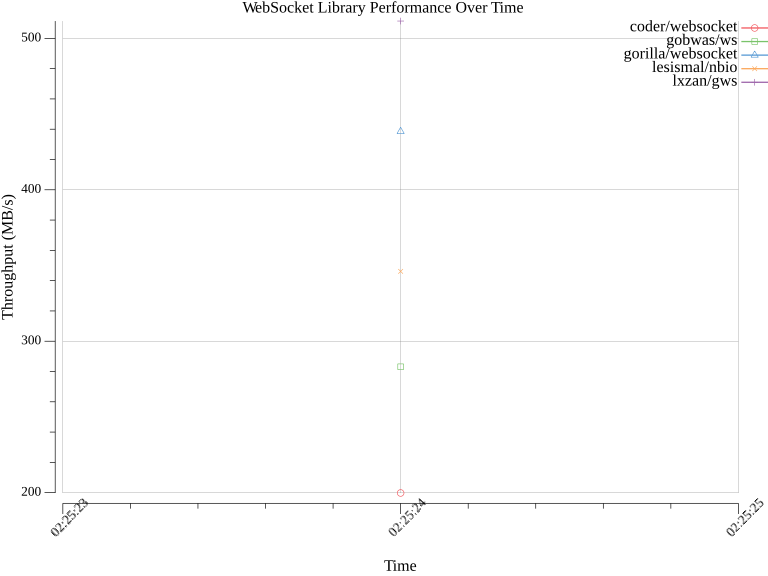 WebSocket Library Performance Over Time
coder/websocket
gobwas/ws
gorilla/websocket
lesismal/nbio
lxzan/gws
500
400
300
200
Throughput (MB/s)
02:25:23
02:25:24
02:25:25
Time